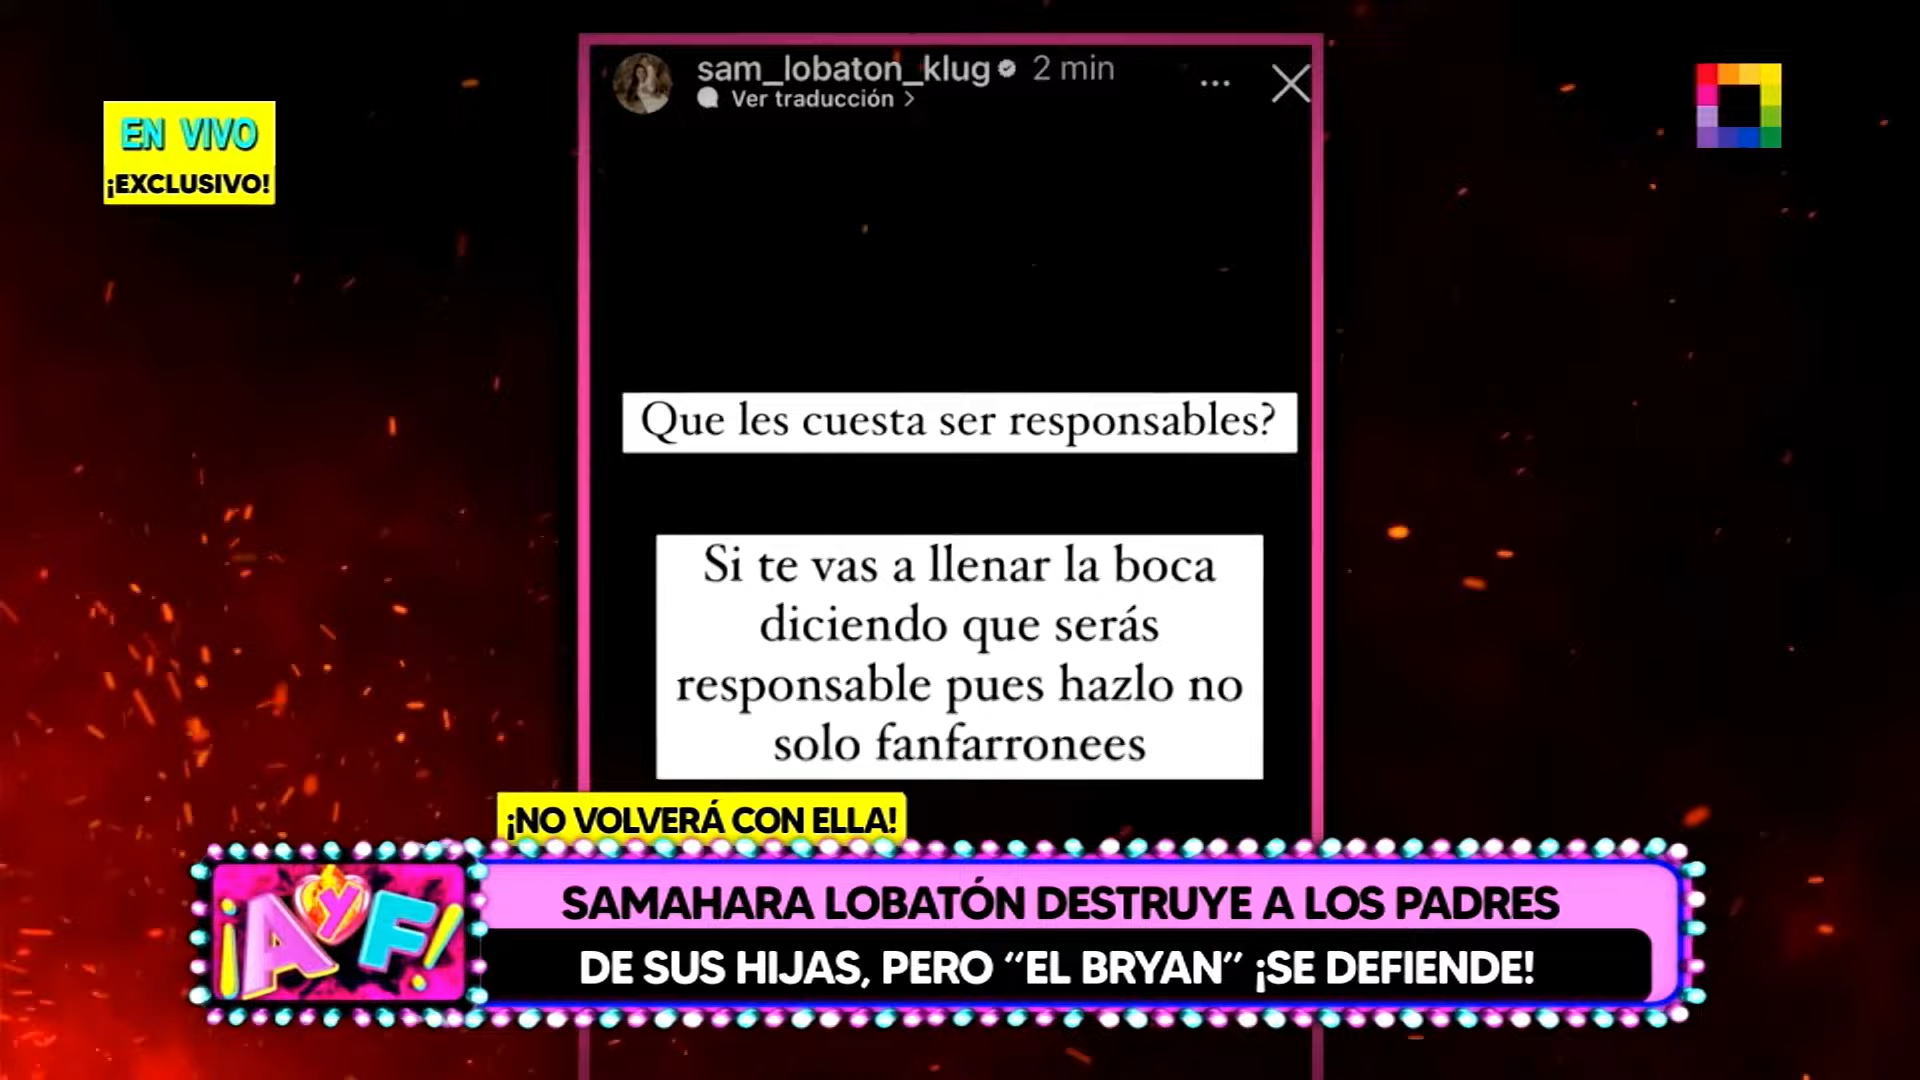 sam_lobaton_klug 2 min
Ver traducción
EN VIVO
¡EXCLUSIVO!
Que les cuesta ser responsables?
Si te vas a llenar la boca
diciendo que serás
responsable pues hazlo no
solo fanfarronees
¡NO VOLVERÁ CON ELLA!
¡AYF!
SAMAHARA LOBATÓN DESTRUYE A LOS PADRES
DE SUS HIJAS, PERO “EL BRYAN” ¡SE DEFIENDE!